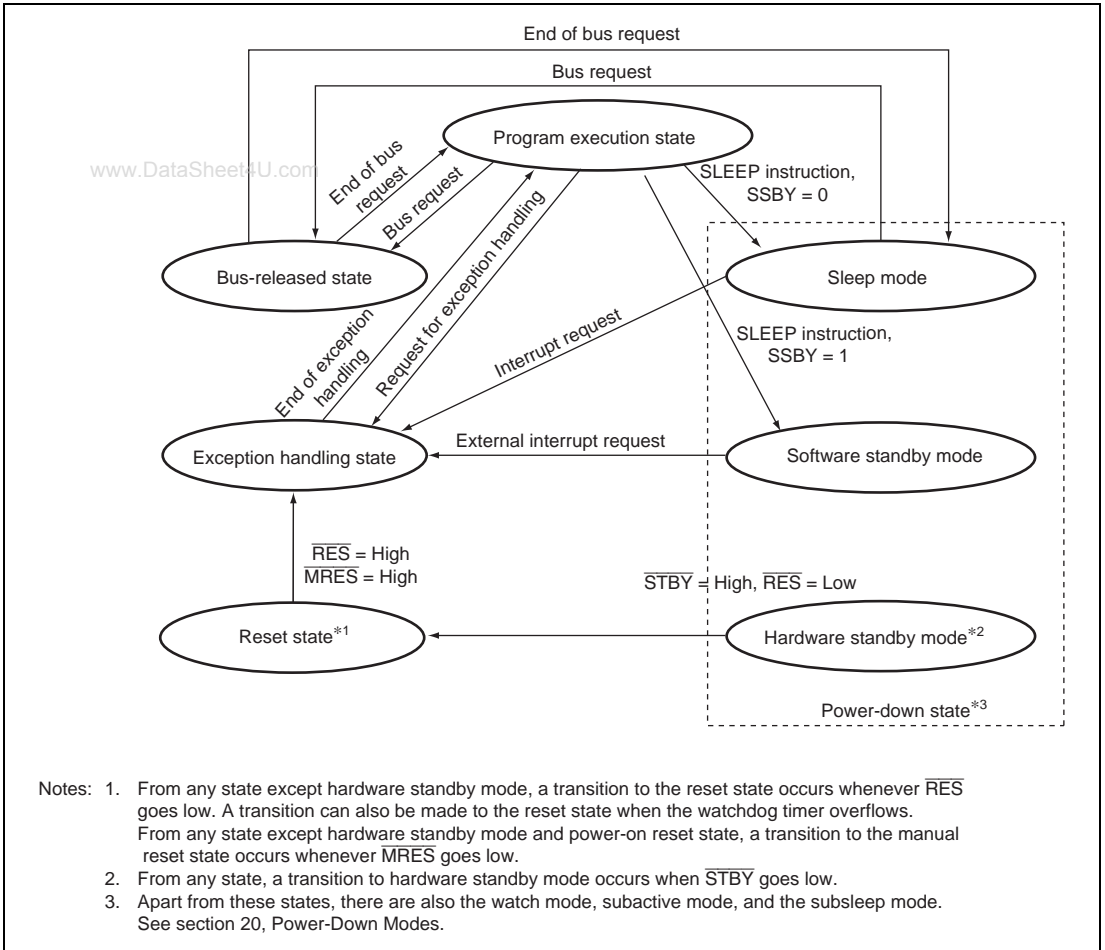 End of bus request
Bus request
Program execution state
www.DataSheet4U.com
End of bus
request
Bus request
SLEEP instruction,
SSBY = 0
Bus-released state
Sleep mode
End of exception
handling
Request for exception handling
Interrupt request
SLEEP instruction,
SSBY = 1
Exception handling state
External interrupt request
Software standby mode
R̅E̅S̅ = High
M̅R̅E̅S̅ = High
S̅T̅B̅Y̅ = High, R̅E̅S̅ = Low
Reset state*1
Hardware standby mode*2
Power-down state*3
Notes: 1. From any state except hardware standby mode, a transition to the reset state occurs whenever R̅E̅S̅
goes low. A transition can also be made to the reset state when the watchdog timer overflows.
From any state except hardware standby mode and power-on reset state, a transition to the manual
reset state occurs whenever M̅R̅E̅S̅ goes low.
2. From any state, a transition to hardware standby mode occurs when S̅T̅B̅Y̅ goes low.
3. Apart from these states, there are also the watch mode, subactive mode, and the subsleep mode.
See section 20, Power-Down Modes.